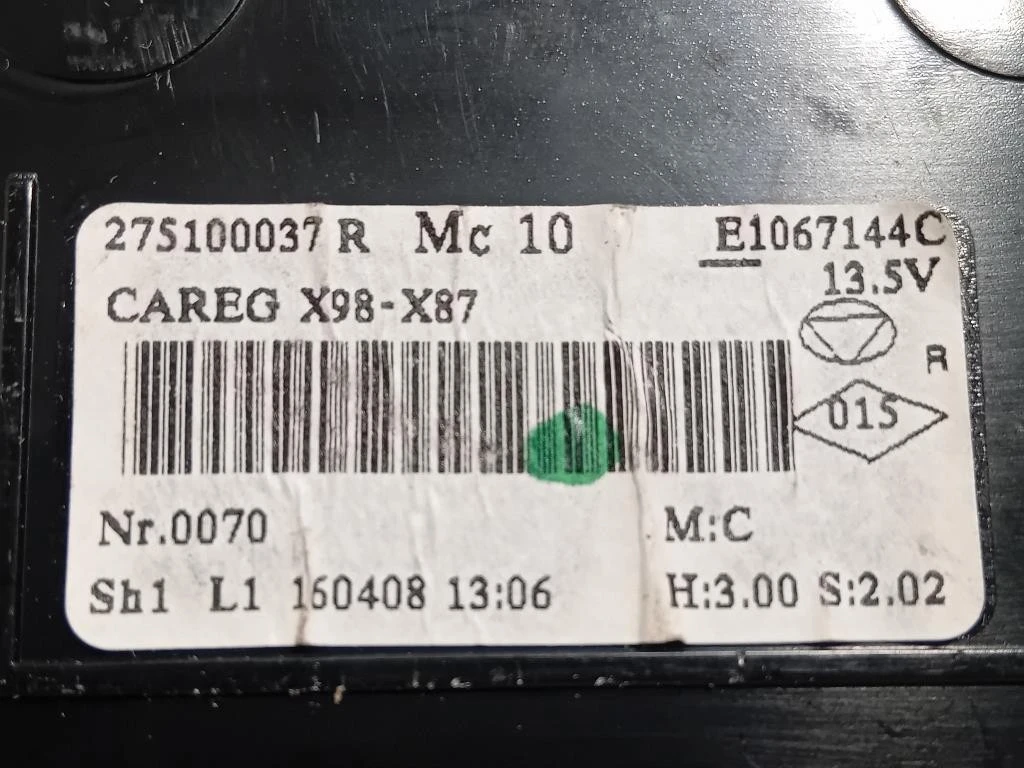 275100037 R Mc 10 E1067144C
13.5V
CAREG X98-X87
R
015
Nr.0070 M:C
Sh1 L1 160408 13:06 H:3.00 S:2.02